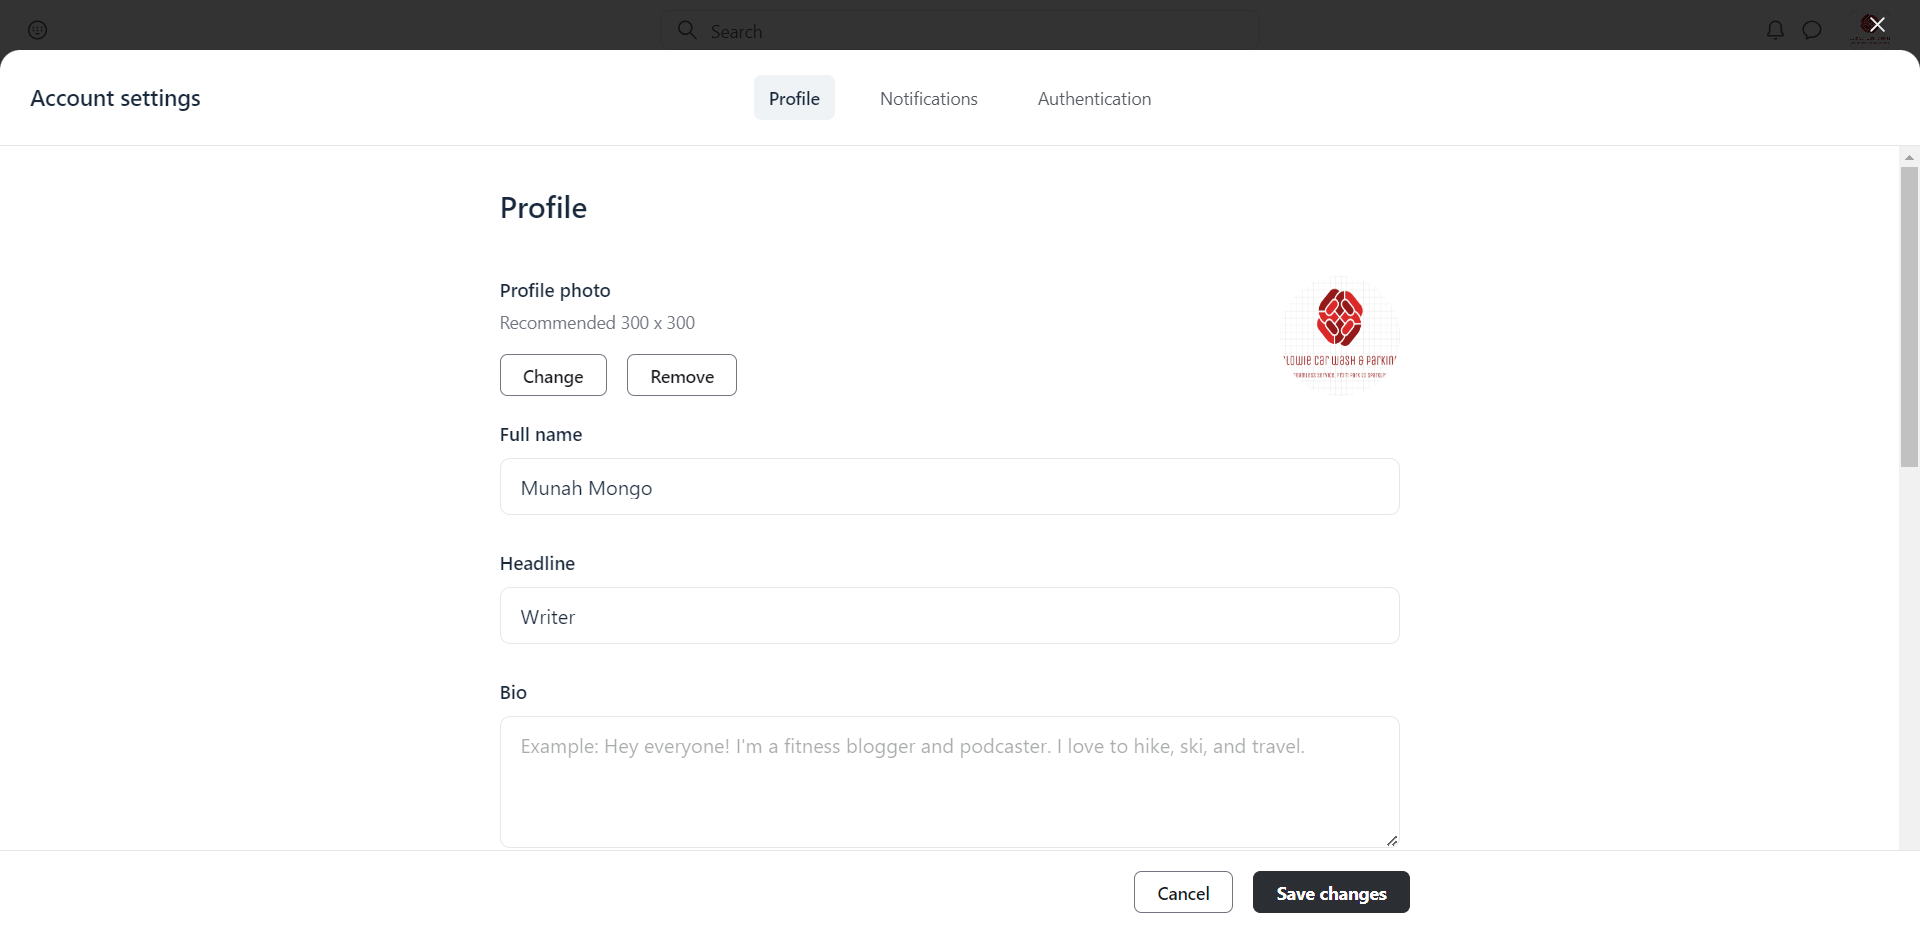 Search
Account settings
Profile
Notifications
Authentication
Profile
Profile photo
Recommended 300 x 300
Change
Remove
CAR WASH & PARKIN
Full name
Munah Mongo
Headline
Writer
Bio
Example: Hey everyone! I'm a fitness blogger and podcaster. I love to hike, ski, and travel.
Cancel
Save changes